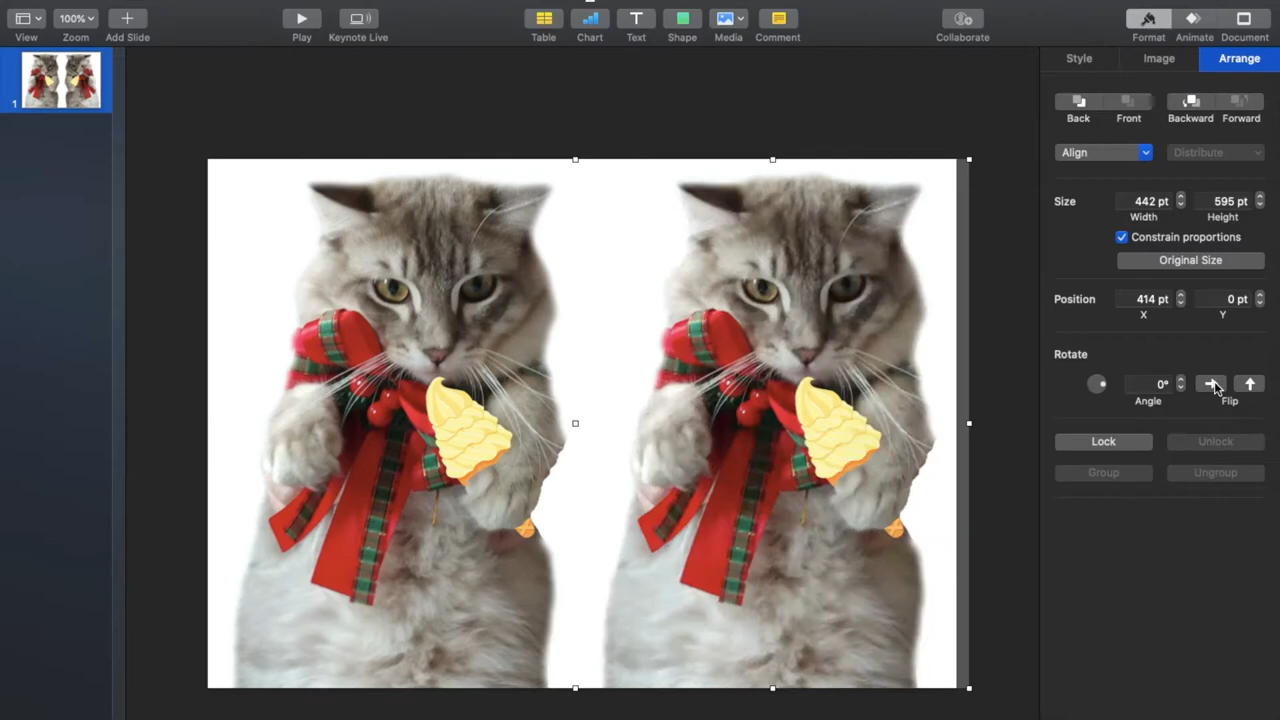 100%
View Zoom Add Slide Play Keynote Live Table Chart Text Shape Media Comment Collaborate Format Animate Document
1
Style Image Arrange
Back Front Backward Forward
Align Distribute
Size 442 pt 595 pt
Width Height
Constrain proportions
Original Size
Position 414 pt 0 pt
X Y
Rotate
0°
Angle Flip
Lock Unlock
Group Ungroup